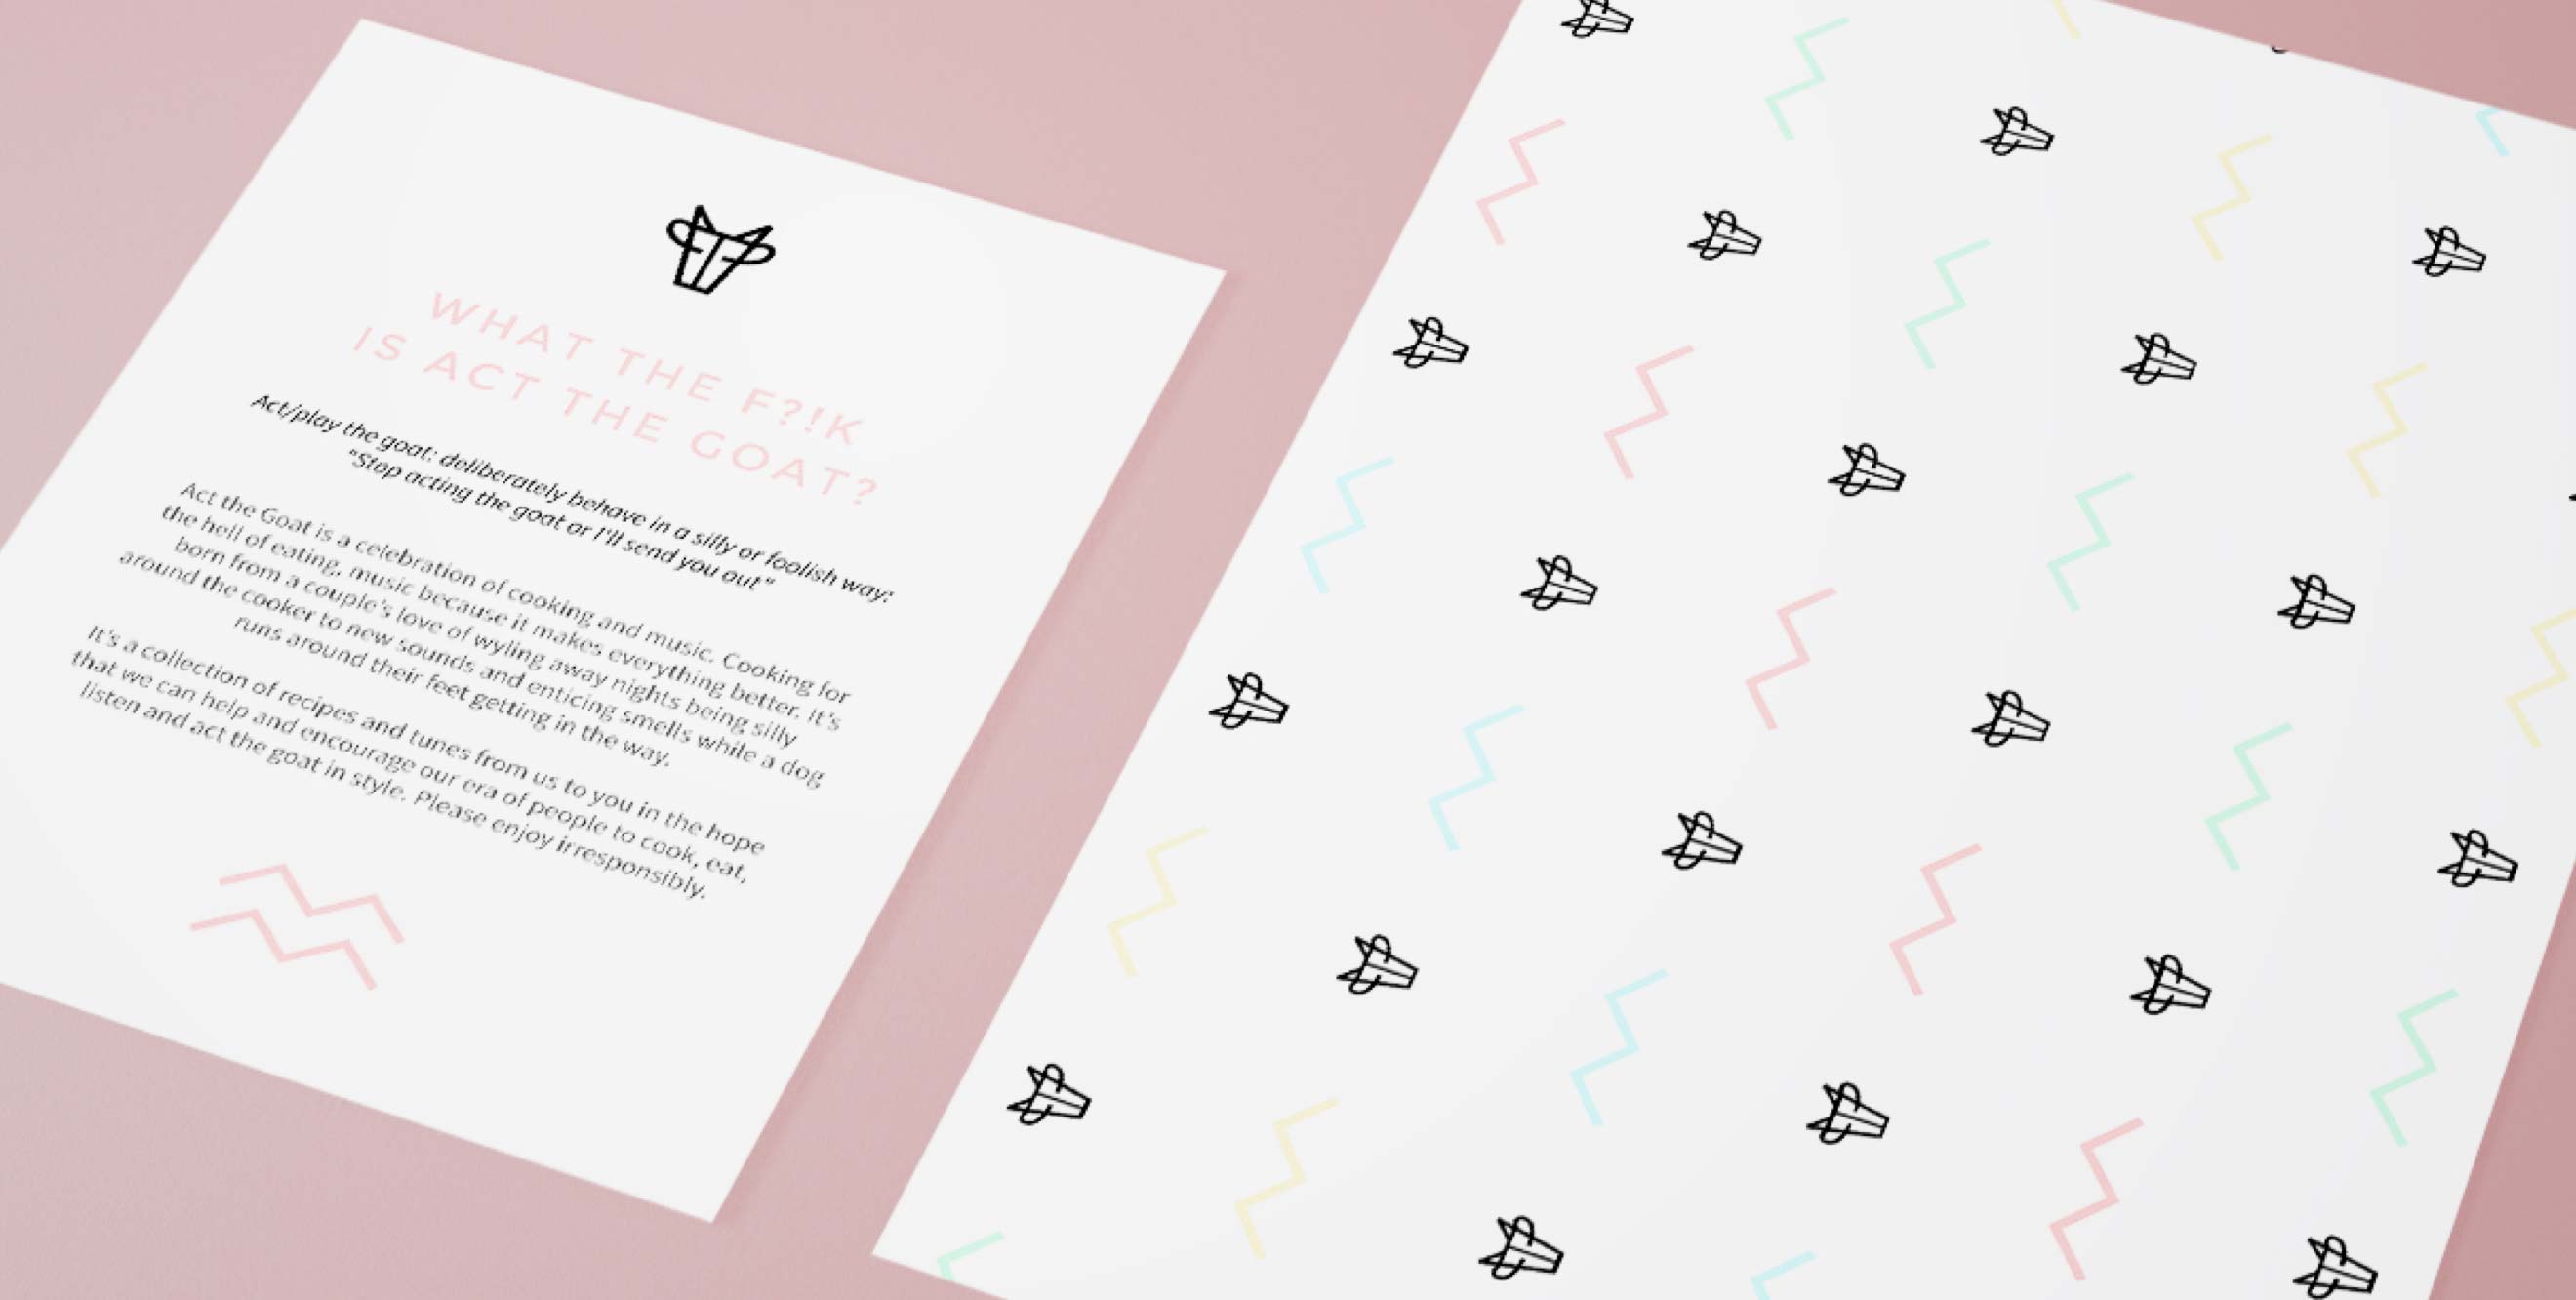 WHAT THE F?!K
IS ACT THE GOAT?
Act/play the goat: deliberately behave in a silly or foolish way:
"Stop acting the goat or I'll send you out"
Act the Goat is a celebration of cooking and music. Cooking for
the hell of eating, music because it makes everything better. It's
born from a couple's love of wyling away nights being silly
around the cooker to new sounds and enticing smells while a dog
runs around their feet getting in the way.
It's a collection of recipes and tunes from us to you in the hope
that we can help and encourage our era of people to cook, eat,
listen and act the goat in style. Please enjoy irresponsibly.